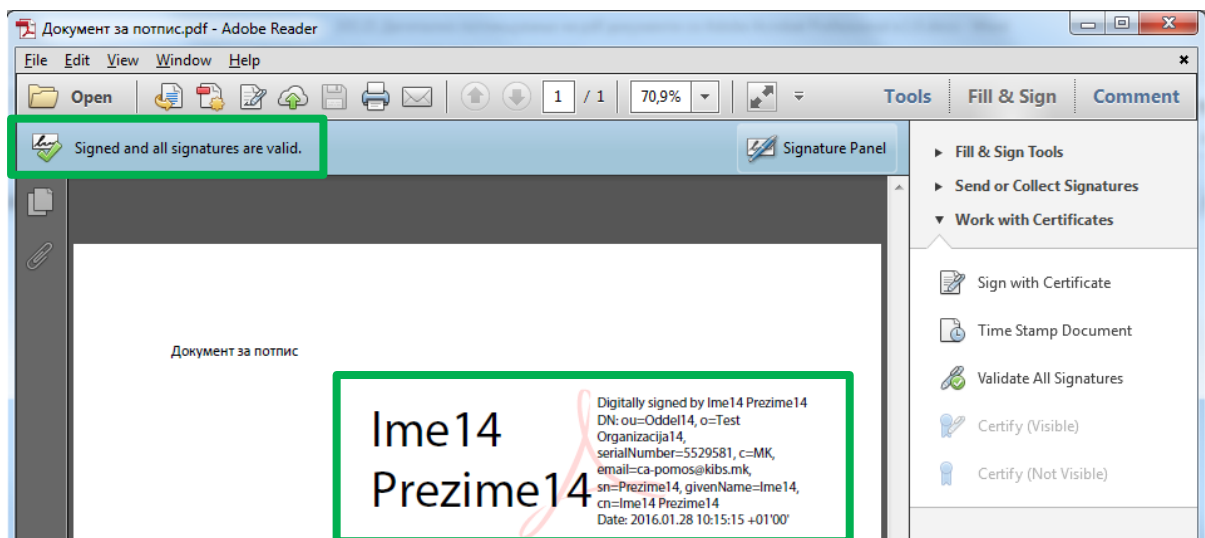 Документ за потпис.pdf - Adobe Reader
File Edit View Window Help
Open 1 / 1 70,9% Tools Fill & Sign Comment
Signed and all signatures are valid. Signature Panel
Fill & Sign Tools
Send or Collect Signatures
Work with Certificates
Sign with Certificate
Time Stamp Document
Validate All Signatures
Certify (Visible)
Certify (Not Visible)
Документ за потпис
Ime14
Prezime14
Digitally signed by Ime14 Prezime14
DN: ou=Oddel14, o=Test
Organizacija14,
serialNumber=5529581, c=MK,
email=ca-pomos@kibs.mk,
sn=Prezime14, givenName=Ime14,
cn=Ime14 Prezime14
Date: 2016.01.28 10:15:15 +01'00'